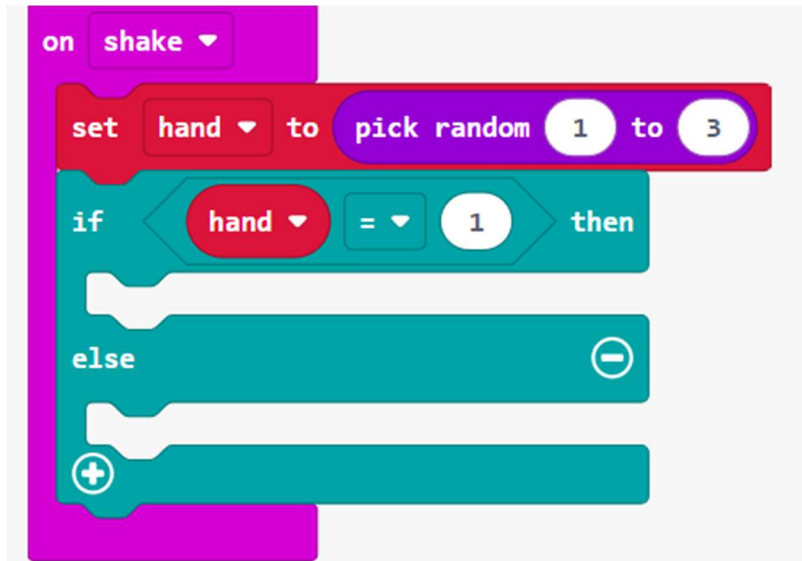 on shake
set hand to pick random 1 to 3
if hand = 1 then
else